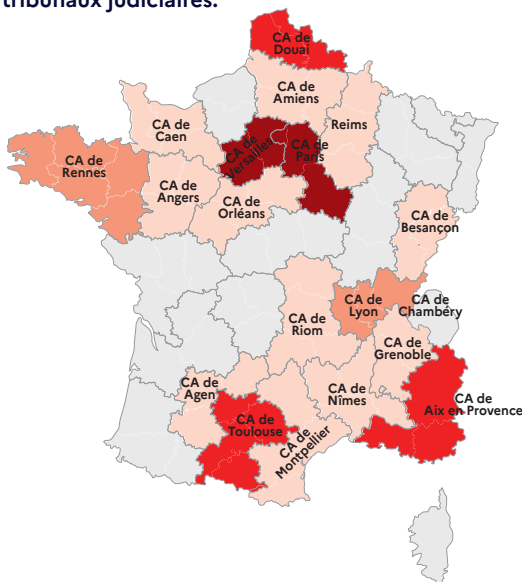 tribunaux judiciaires.
CA de
Douai
CA de
Amiens
Reims
CA de
Caen
CA de
Versailles
CA de
Paris
CA de
Rennes
CA de
Angers
CA de
Orléans
CA de
Besançon
CA de
Lyon
CA de
Chambéry
CA de
Riom
CA de
Grenoble
CA de
Agen
CA de
Nîmes
CA de
Aix en Provence
CA de
Toulouse
CA de
Montpellier